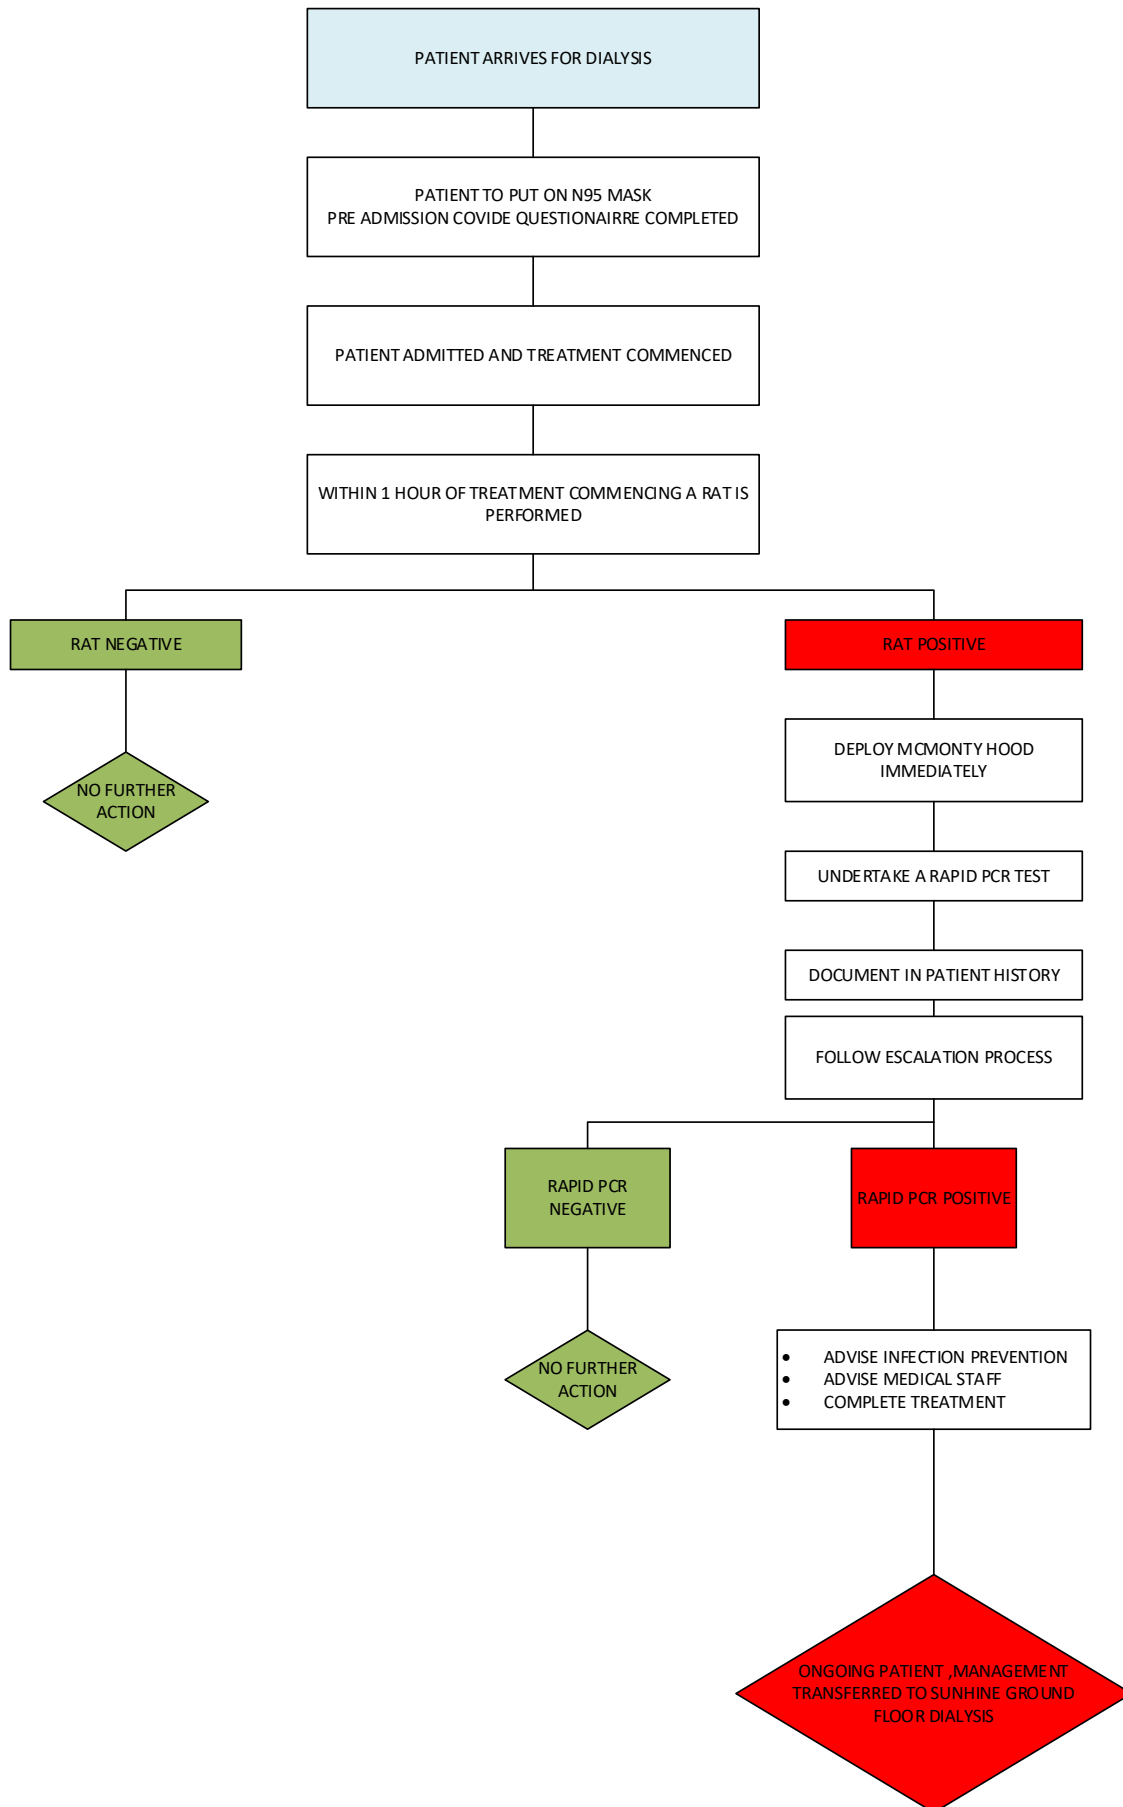 PATIENT ARRIVES FOR DIALYSIS
PATIENT TO PUT ON N95 MASK
PRE ADMISSION COVIDE QUESTIONAIRRE COMPLETED
PATIENT ADMITTED AND TREATMENT COMMENCED
WITHIN 1 HOUR OF TREATMENT COMMENCING A RAT IS
PERFORMED
RAT NEGATIVE
RAT POSITIVE
DEPLOY MCMONTY HOOD
IMMEDIATELY
NO FURTHER
ACTION
UNDERTAKE A RAPID PCR TEST
DOCUMENT IN PATIENT HISTORY
FOLLOW ESCALATION PROCESS
RAPID PCR
NEGATIVE
RAPID PCR POSITIVE
NO FURTHER
ACTION
• ADVISE INFECTION PREVENTION
• ADVISE MEDICAL STAFF
• COMPLETE TREATMENT
ONGOING PATIENT ,MANAGEMENT
TRANSFERRED TO SUNHINE GROUND
FLOOR DIALYSIS